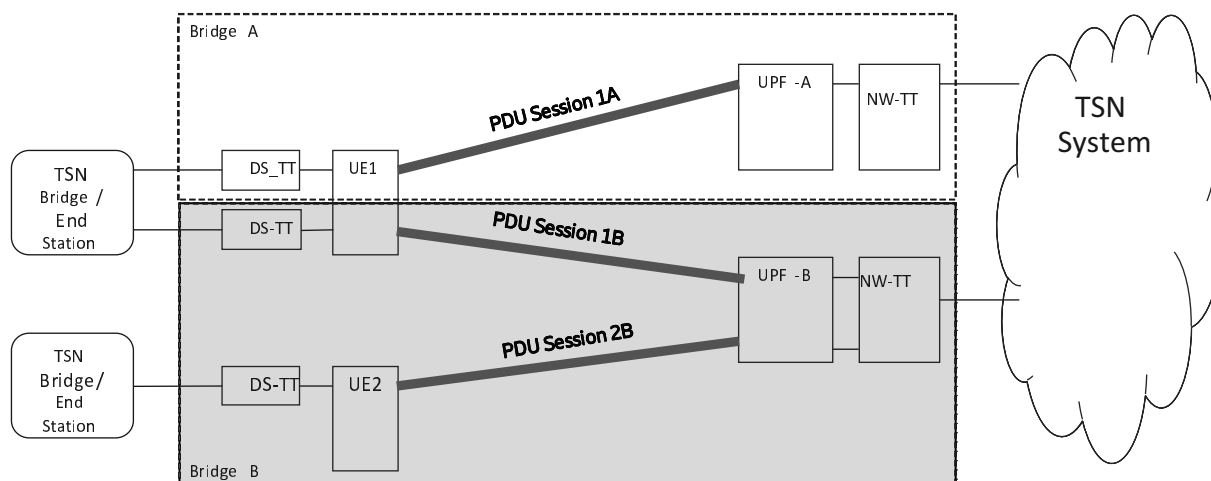 Bridge A
PDU Session 1A
UPF -A
NW-TT
TSN
System
TSN
Bridge /
End
Station
DS_TT
UE1
DS-TT
PDU Session 1B
UPF -B
NW-TT
PDU Session 2B
TSN
Bridge/
End
Station
DS-TT
UE2
Bridge B